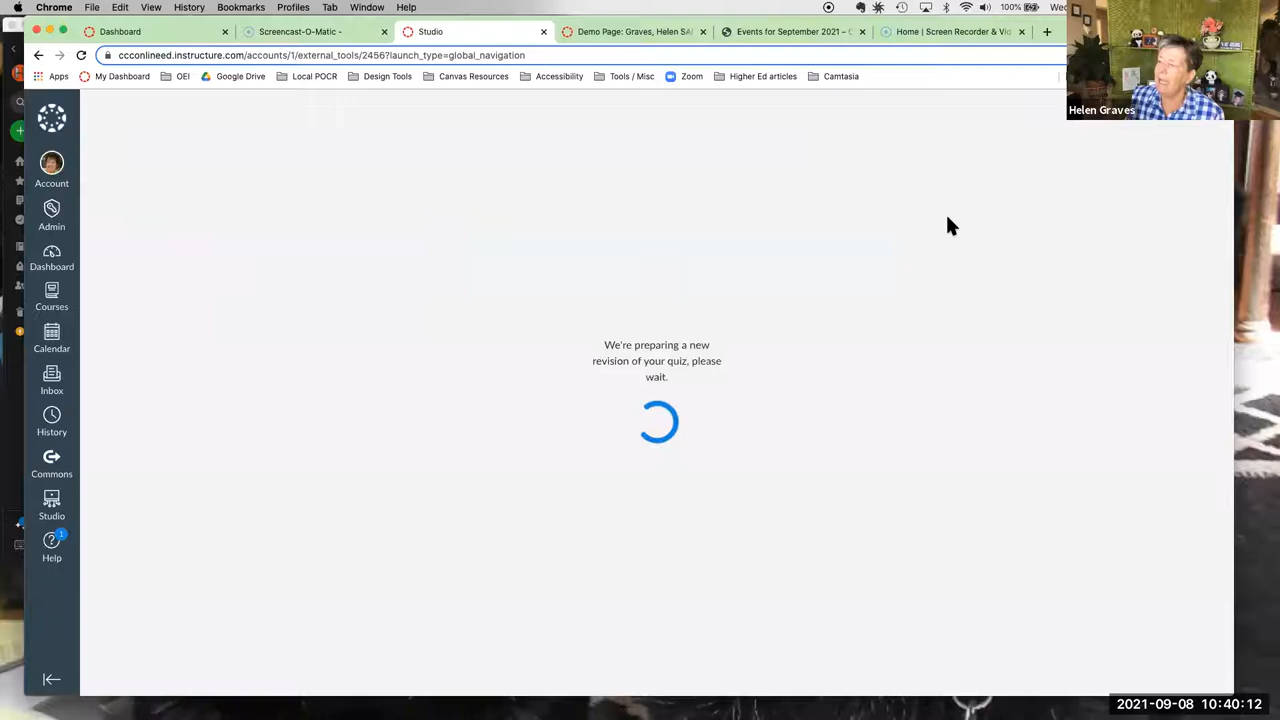 Chrome File Edit View History Bookmarks Profiles Tab Window Help 100% Wed
Dashboard
Screencast-O-Matic -
Studio
Demo Page: Graves, Helen SA
Events for September 2021 – C
Home | Screen Recorder & Vid
ccconlineed.instructure.com/accounts/1/external_tools/2456?launch_type=global_navigation
Apps My Dashboard OEI Google Drive Local POCR Design Tools Canvas Resources Accessibility Tools / Misc Zoom Higher Ed articles Camtasia
Helen Graves
Account
Admin
Dashboard
Courses
Calendar
Inbox
History
Commons
Studio
1
Help
We're preparing a new
revision of your quiz, please
wait.
2021-09-08 10:40:12